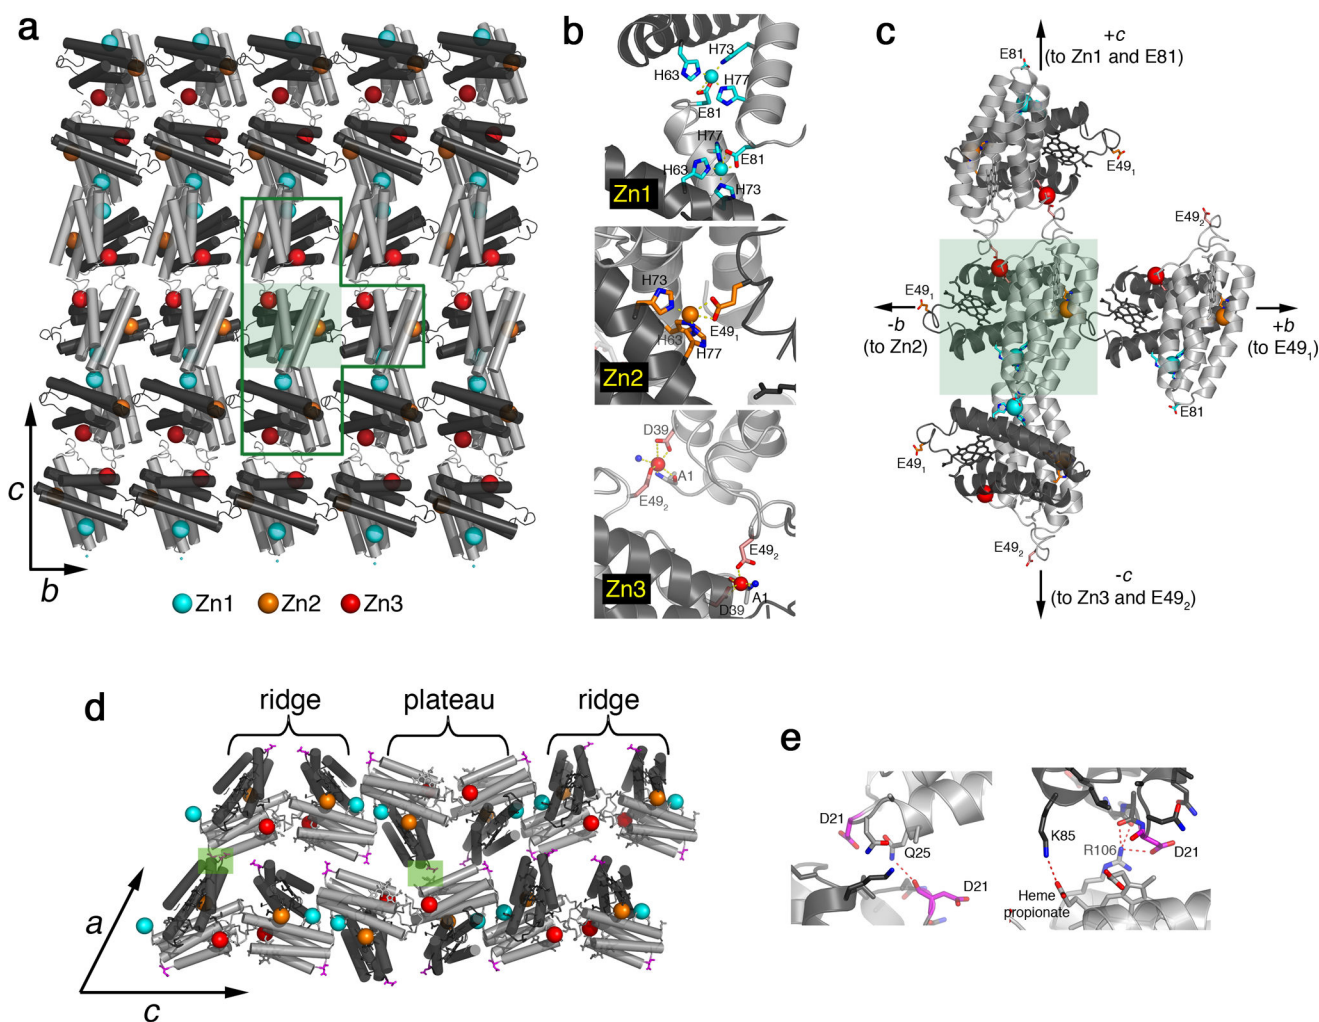 a
c
b
Zn1 Zn2 Zn3
b
H73
H63
H77
E81
H77
E81
H63
H73
Zn1
H73
E49₁
H63
H77
Zn2
D39
A1
E49₂
E49₂
Zn3
D39
A1
c
+c
(to Zn1 and E81)
E81
E49₁
E49₂
E49₁
-b
(to Zn2)
+b
(to E49₁)
E81
E49₁
E49₂
-c
(to Zn3 and E49₂)
d
ridge plateau ridge
a
c
e
D21
Q25
D21
K85
R106
D21
Heme
propionate